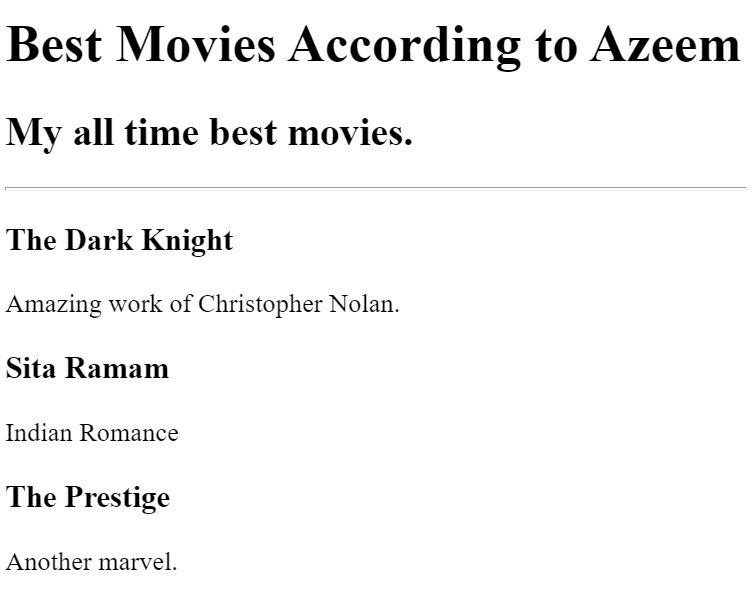 Best Movies According to Azeem
My all time best movies.
The Dark Knight
Amazing work of Christopher Nolan.
Sita Ramam
Indian Romance
The Prestige
Another marvel.